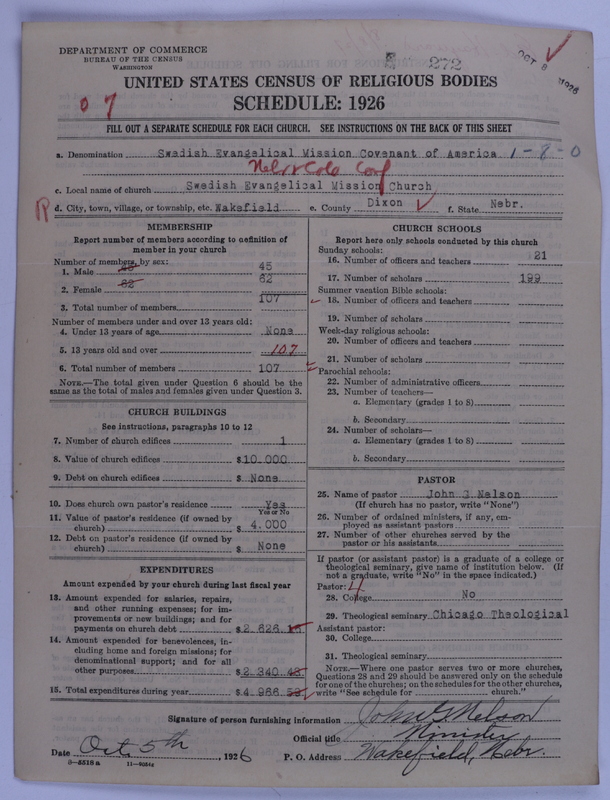 DEPARTMENT OF COMMERCE
BUREAU OF THE CENSUS
WASHINGTON
272
OCT 8 1926
UNITED STATES CENSUS OF RELIGIOUS BODIES
SCHEDULE: 1926
0 7
FILL OUT A SEPARATE SCHEDULE FOR EACH CHURCH. SEE INSTRUCTIONS ON THE BACK OF THIS SHEET
a. Denomination Swedish Evangelical Mission Covenant of America 1-8-0
c. Local name of church Swedish Evangelical Mission Church
R d. City, town, village, or township, etc. Wakefield e. County Dixon f. State Nebr.
MEMBERSHIP
Report number of members according to definition of
member in your church
Number of members, by sex:
1. Male 45 45
2. Female 62 62
3. Total number of members 107
Number of members under and over 13 years old:
4. Under 13 years of age None
5. 13 years old and over 107
6. Total number of members 107
NOTE.—The total given under Question 6 should be the
same as the total of males and females given under Question 3.
CHURCH BUILDINGS
See instructions, paragraphs 10 to 12
7. Number of church edifices 1
8. Value of church edifices $10.000
9. Debt on church edifices $ None
10. Does church own pastor's residence Yes
Yes or No
11. Value of pastor's residence (if owned by
church) $ 4.000
12. Debt on pastor's residence (if owned by
church) $ None
EXPENDITURES
Amount expended by your church during last fiscal year
13. Amount expended for salaries, repairs,
and other running expenses; for im-
provements or new buildings; and for
payments on church debt $2 626
14. Amount expended for benevolences, in-
cluding home and foreign missions; for
denominational support; and for all
other purposes $2 340
15. Total expenditures during year $4 966
CHURCH SCHOOLS
Report here only schools conducted by this church
Sunday schools:
16. Number of officers and teachers 21
17. Number of scholars 199
Summer vacation Bible schools:
18. Number of officers and teachers
19. Number of scholars
Week-day religious schools:
20. Number of officers and teachers
21. Number of scholars
Parochial schools:
22. Number of administrative officers
23. Number of teachers—
a. Elementary (grades 1 to 8)
b. Secondary
24. Number of scholars—
a. Elementary (grades 1 to 8)
b. Secondary
PASTOR
25. Name of pastor John G Nelson
(If church has no pastor, write "None")
26. Number of ordained ministers, if any, em-
ployed as assistant pastors
27. Number of other churches served by the
pastor or his assistants
If pastor (or assistant pastor) is a graduate of a college or
theological seminary, give name of institution below. (If
not a graduate, write "No" in the space indicated.)
Pastor: 4
28. College No
29. Theological seminary Chicago Theological
Assistant pastor:
30. College
31. Theological seminary
NOTE.—Where one pastor serves two or more churches,
Questions 28 and 29 should be answered only on the schedule
for one of the churches; on the schedules for the other churches,
write "See schedule for church."
Signature of person furnishing information John G Nelson
Official title Minister
Date Oct. 5th, 1926 P. O. Address Wakefield, Nebr.
8-5518 a 11-9054a